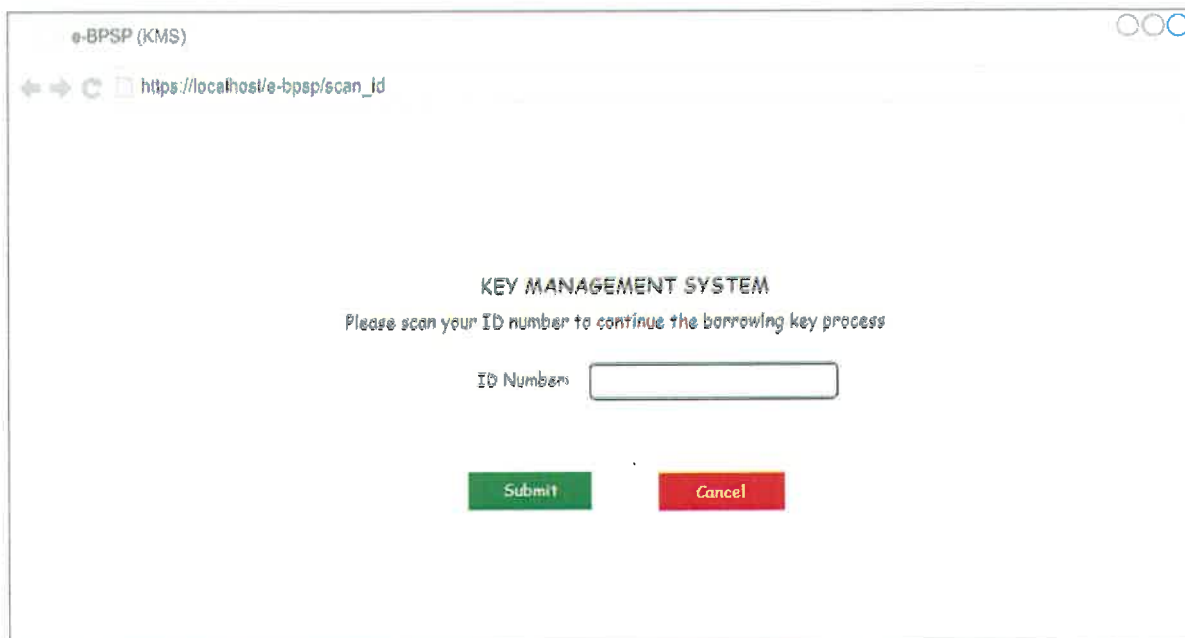 e-BPSP (KMS)
https://localhost/e-bpsp/scan_id
KEY MANAGEMENT SYSTEM
Please scan your ID number to continue the borrowing key process
ID Number:
Submit Cancel